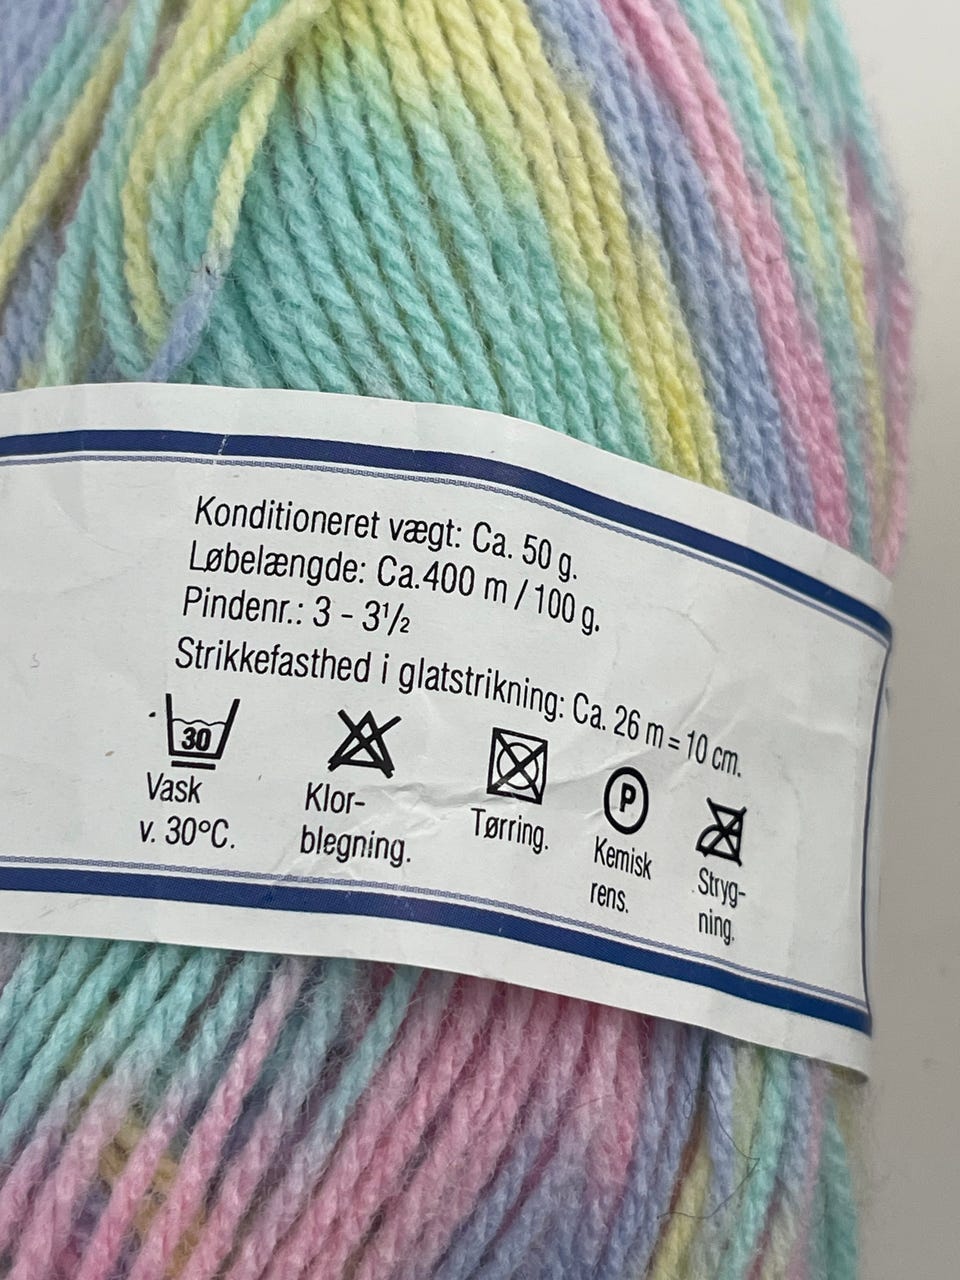 Konditioneret vægt: Ca. 50 g.
Løbelængde: Ca.400 m / 100 g.
Pindenr.: 3 - 3½
Strikkefasthed i glatstrikning: Ca. 26 m = 10 cm.
30
P
Vask
v. 30°C.
Klor-
blegning.
Tørring.
Kemisk
rens.
Stryg-
ning.